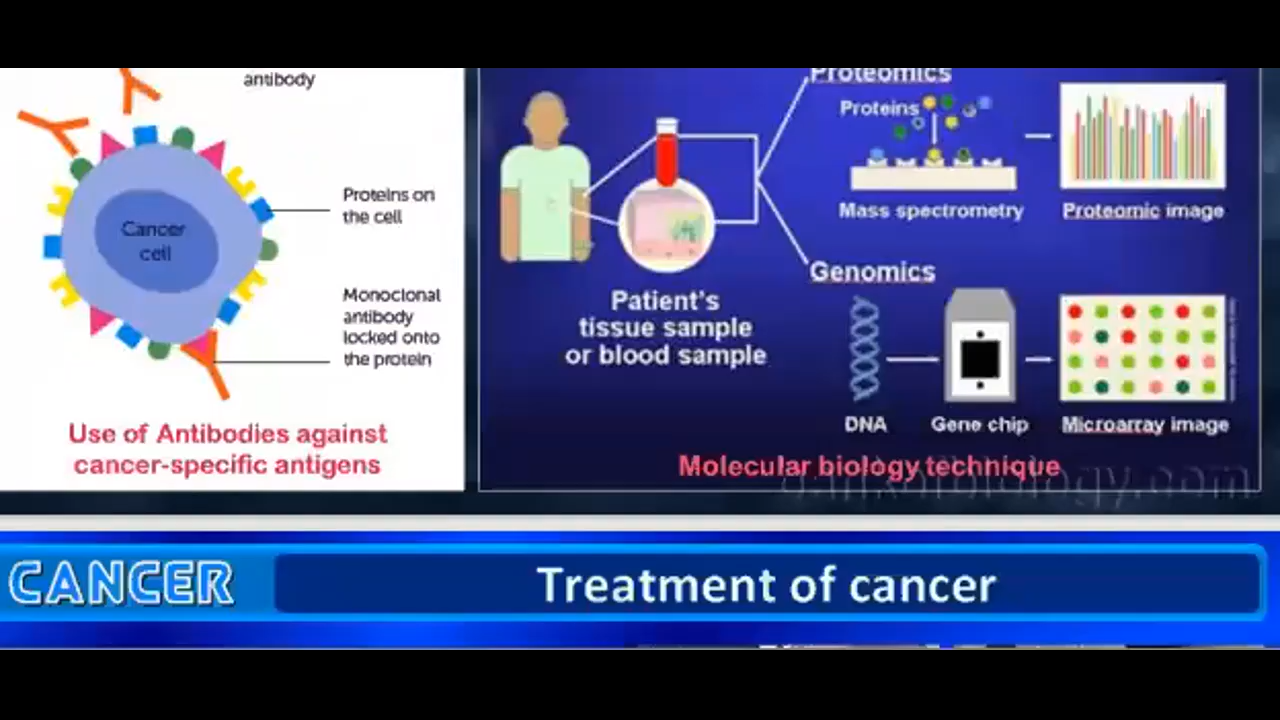 antibody
Proteins on
the cell
Cancer
cell
Monoclonal
antibody
locked onto
the protein
Use of Antibodies against
cancer-specific antigens
Proteomics
Proteins
Mass spectrometry
Proteomic image
Patient's
tissue sample
or blood sample
Genomics
DNA
Gene chip
Microarray image
Molecular biology technique
CANCER
Treatment of cancer